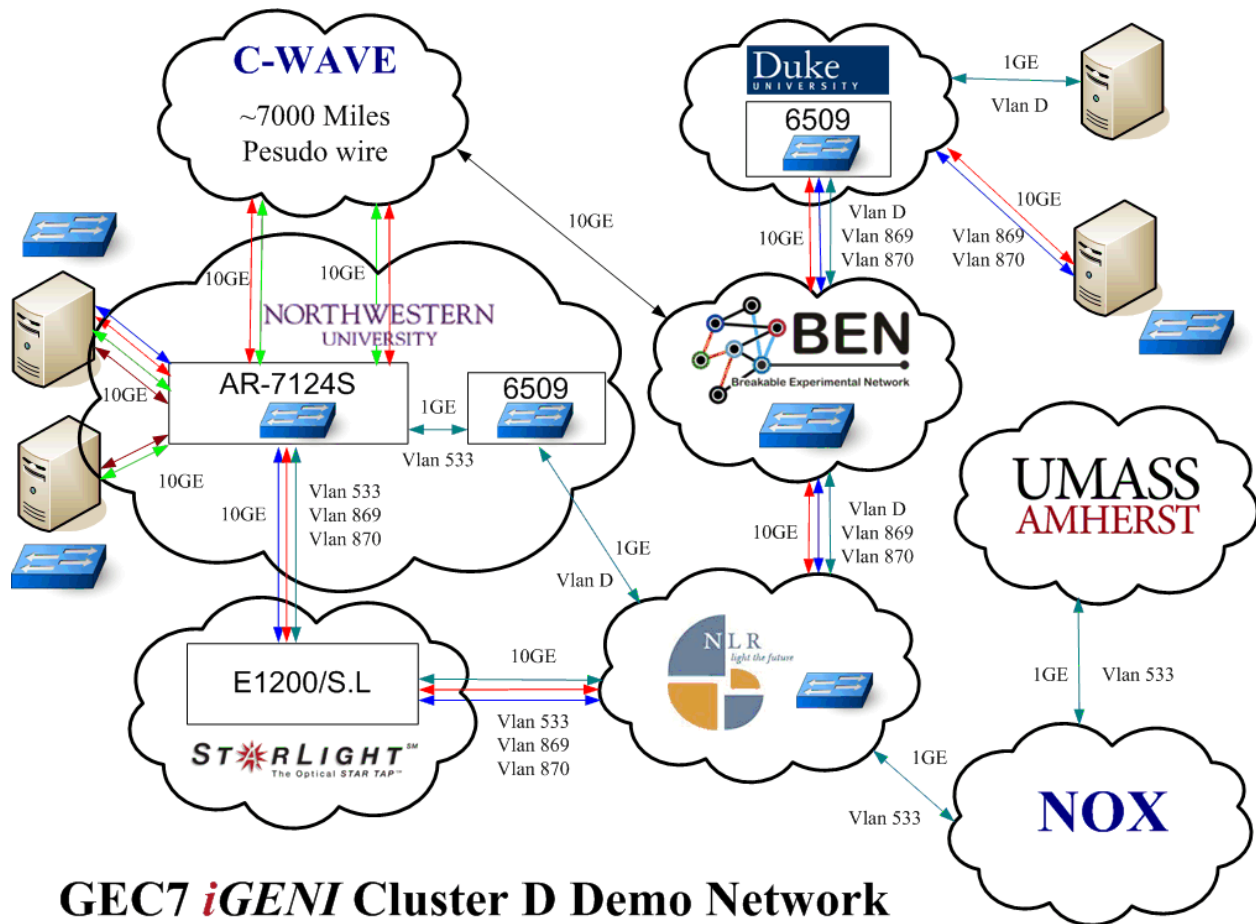 C-WAVE
~7000 Miles
Pesudo wire
Duke
UNIVERSITY
6509
1GE
Vlan D
10GE
Vlan 869
Vlan 870
10GE
Vlan D
Vlan 869
Vlan 870
10GE
10GE
10GE
NORTHWESTERN
UNIVERSITY
BEN
Breakable Experimental Network
AR-7124S
6509
1GE
Vlan 533
10GE
10GE
10GE
Vlan 533
Vlan 869
Vlan 870
10GE
Vlan D
Vlan 869
Vlan 870
UMASS
AMHERST
1GE
Vlan D
NLR
light the future
E1200/S.L
10GE
Vlan 533
Vlan 869
Vlan 870
STARLIGHT SM
The Optical STAR TAP™
1GE
Vlan 533
1GE
Vlan 533
NOX
GEC7 iGENI Cluster D Demo Network